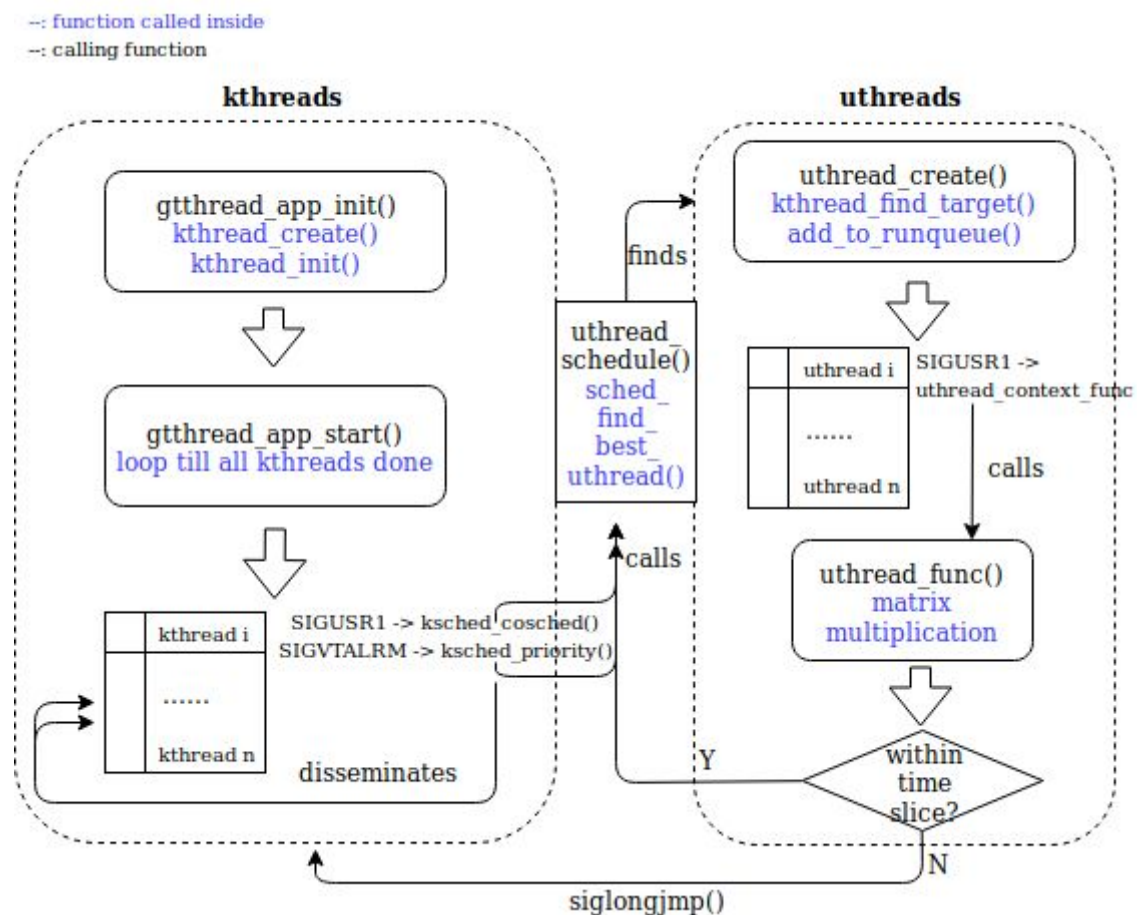 --: function called inside
--: calling function
kthreads
uthreads
gtthread_app_init()
kthread_create()
kthread_init()
gtthread_app_start()
loop till all kthreads done
kthread i
......
kthread n
SIGUSR1 -> ksched_cosched()
SIGVTALRM -> ksched_priority()
disseminates
finds
uthread_
schedule()
sched_
find_
best_
uthread()
calls
uthread_create()
kthread_find_target()
add_to_runqueue()
uthread i
......
uthread n
SIGUSR1 ->
uthread_context_func
calls
uthread_func()
matrix
multiplication
within
time
slice?
Y
N
siglongjmp()